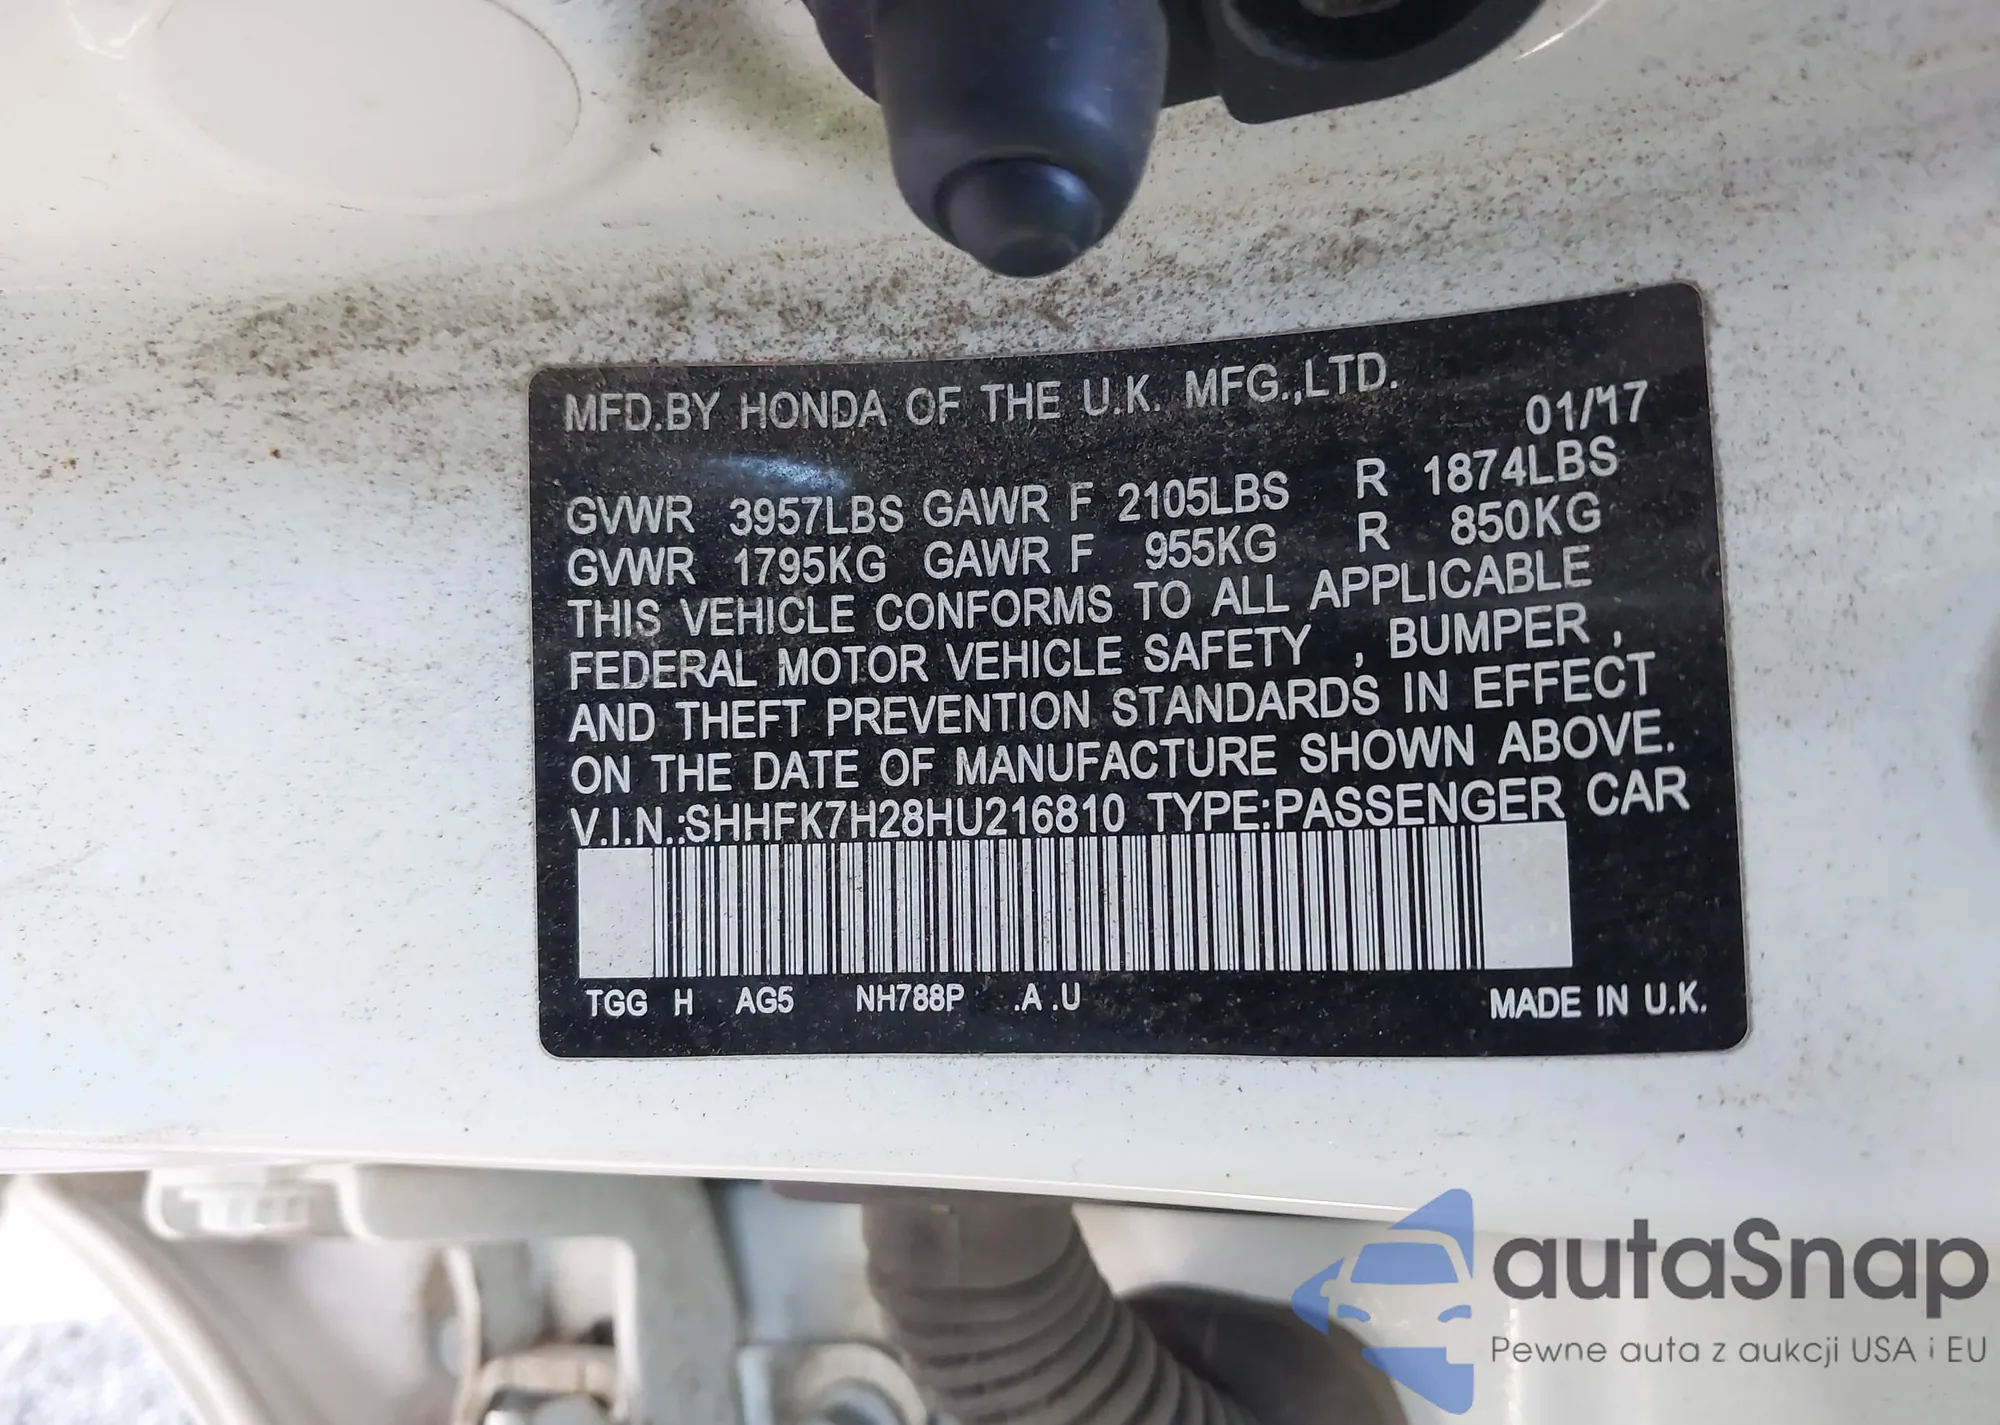 MFD.BY HONDA OF THE U.K. MFG.,LTD.
01/17
GVWR 3957LBS GAWR F 2105LBS R 1874LBS
GVWR 1795KG GAWR F 955KG R 850KG
THIS VEHICLE CONFORMS TO ALL APPLICABLE
FEDERAL MOTOR VEHICLE SAFETY , BUMPER ,
AND THEFT PREVENTION STANDARDS IN EFFECT
ON THE DATE OF MANUFACTURE SHOWN ABOVE.
V.I.N.:SHHFK7H28HU216810 TYPE:PASSENGER CAR
TGG H AG5 NH788P .A .U MADE IN U.K.
autaSnap
Pewne auta z aukcji USA i EU